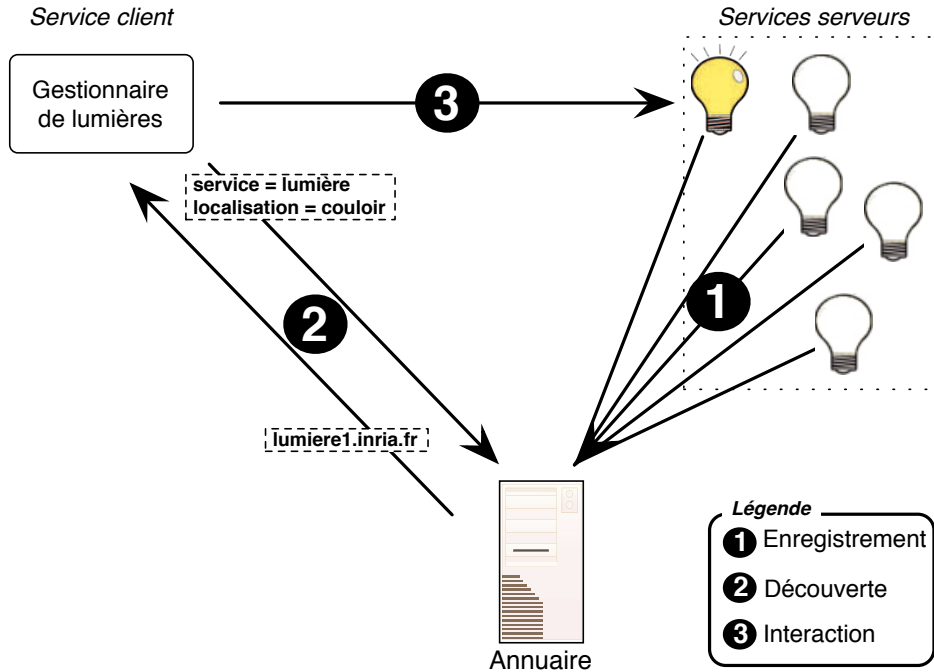 Service client
Services serveurs
Gestionnaire
de lumières
3
service = lumière
localisation = couloir
1
2
lumiere1.inria.fr
Annuaire
Légende
1 Enregistrement
2 Découverte
3 Interaction